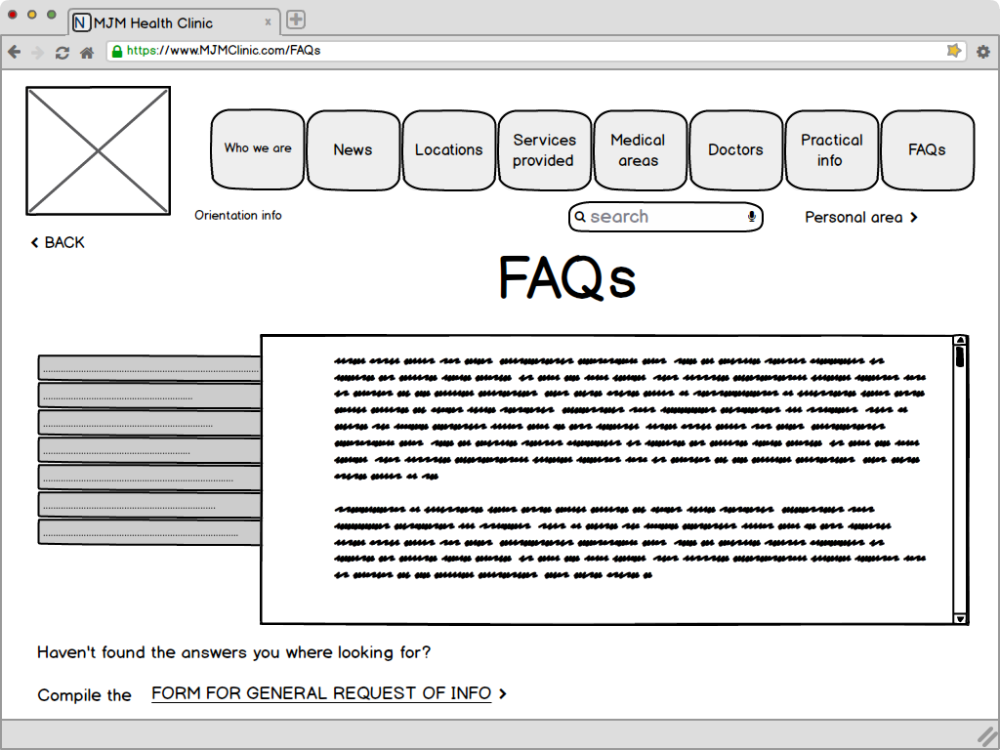 N MJM Health Clinic x
https://www.MJMClinic.com/FAQs
Who we are
News
Locations
Services
provided
Medical
areas
Doctors
Practical
info
FAQs
Orientation info
search
Personal area
BACK
FAQs
Haven't found the answers you where looking for?
Compile the FORM FOR GENERAL REQUEST OF INFO